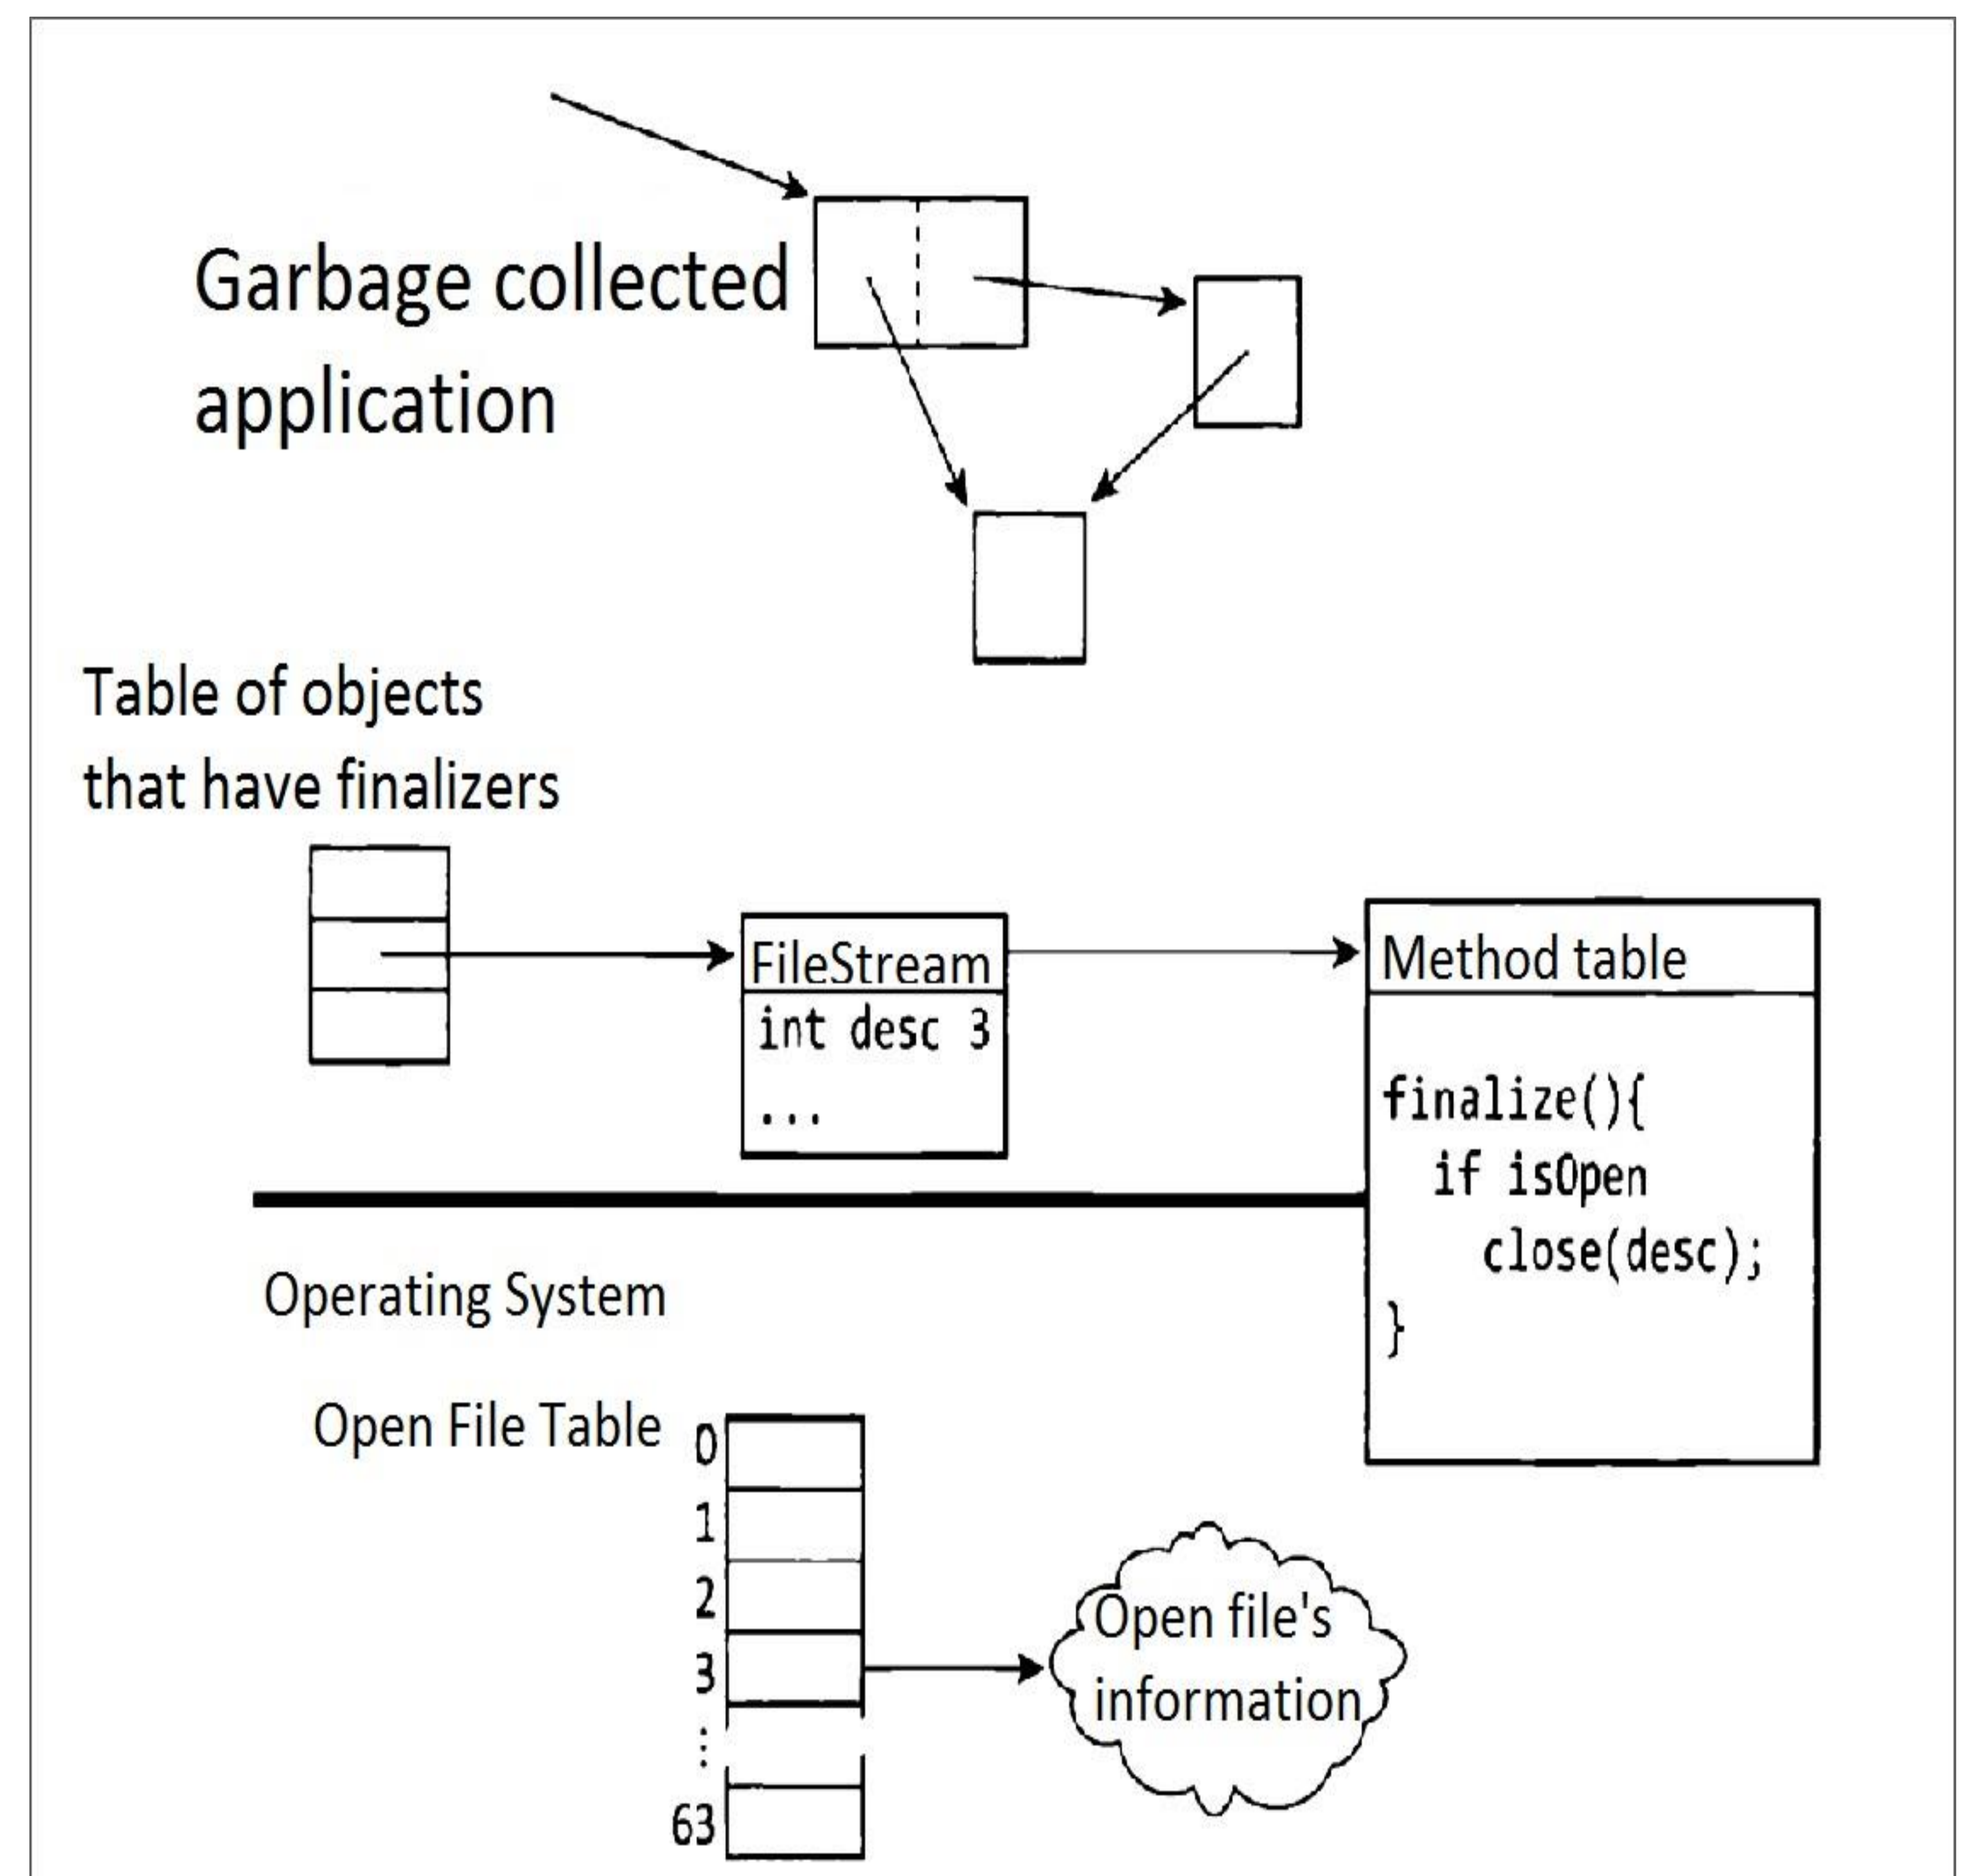 Garbage collected
application
Table of objects
that have finalizers
FileStream
int desc 3
...
Method table
finalize(){
if isOpen
close(desc);
}
Operating System
Open File Table
0
1
2
3
⋮
63
Open file's
information